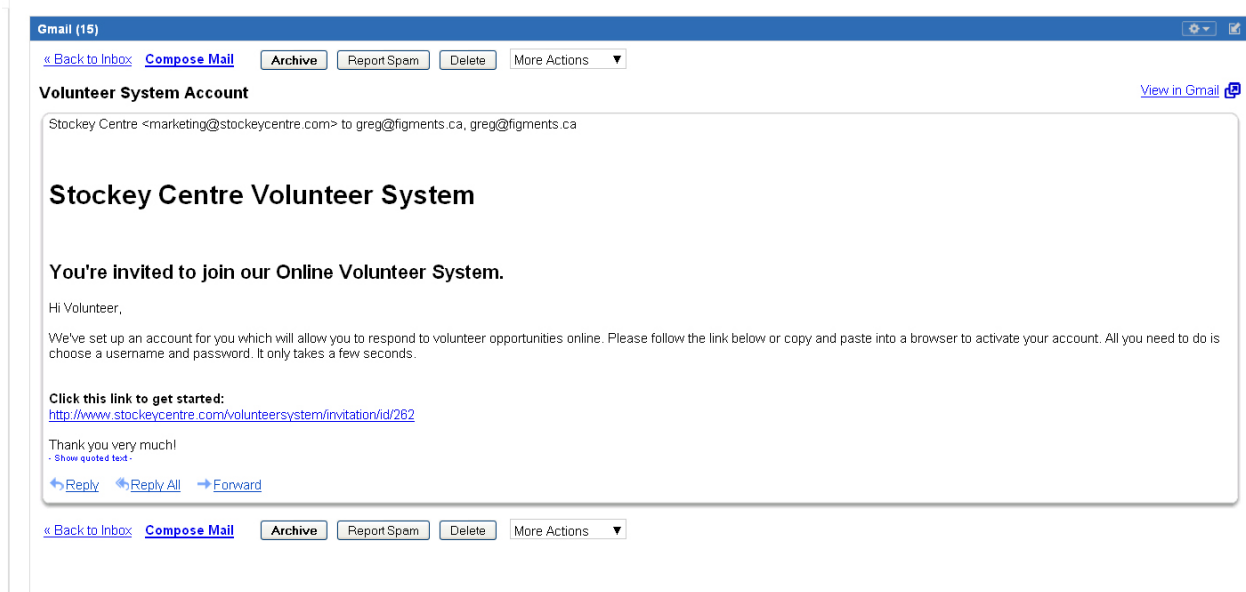 Gmail (15)
« Back to Inbox Compose Mail Archive Report Spam Delete More Actions ▼
Volunteer System Account
View in Gmail
Stockey Centre <marketing@stockeycentre.com> to greg@figments.ca, greg@figments.ca
Stockey Centre Volunteer System
You're invited to join our Online Volunteer System.
Hi Volunteer,
We've set up an account for you which will allow you to respond to volunteer opportunities online. Please follow the link below or copy and paste into a browser to activate your account. All you need to do is
choose a username and password. It only takes a few seconds.
Click this link to get started:
http://www.stockeycentre.com/volunteersystem/invitation/id/262
Thank you very much!
- Show quoted text -
Reply Reply All Forward
« Back to Inbox Compose Mail Archive Report Spam Delete More Actions ▼